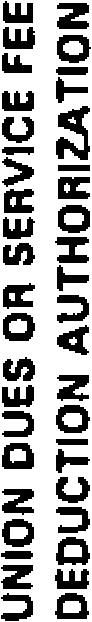 UNION DUES OR SERVICE FEE
DEDUCTION AUTHORIZATION